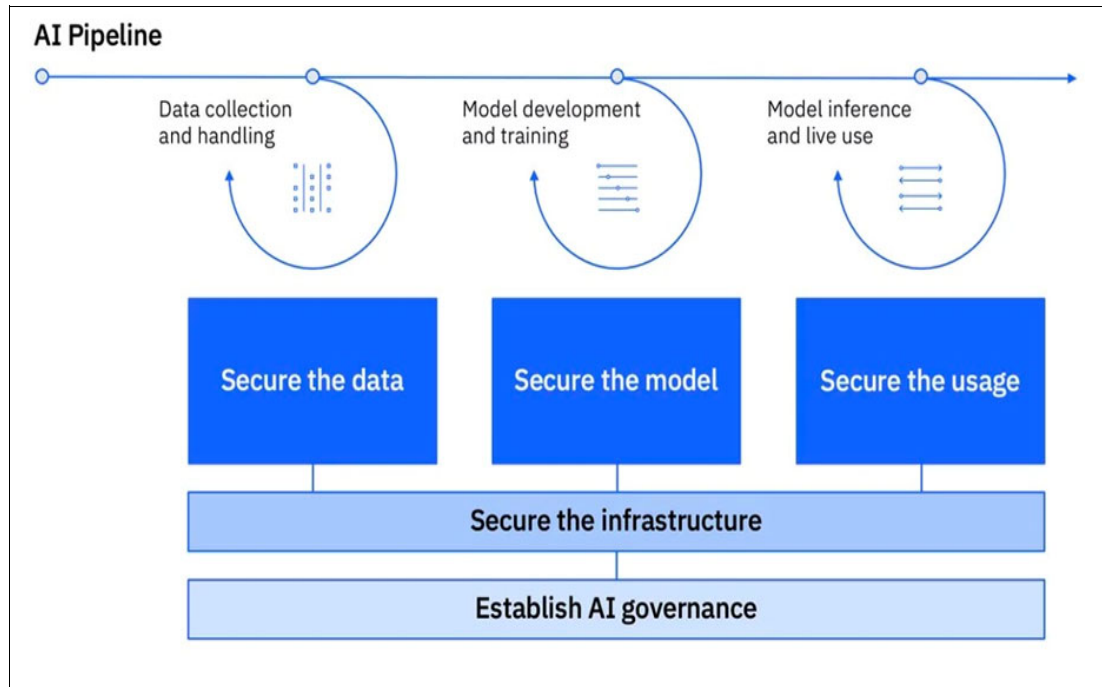 AI Pipeline
Data collection
and handling
Model development
and training
Model inference
and live use
Secure the data
Secure the model
Secure the usage
Secure the infrastructure
Establish AI governance